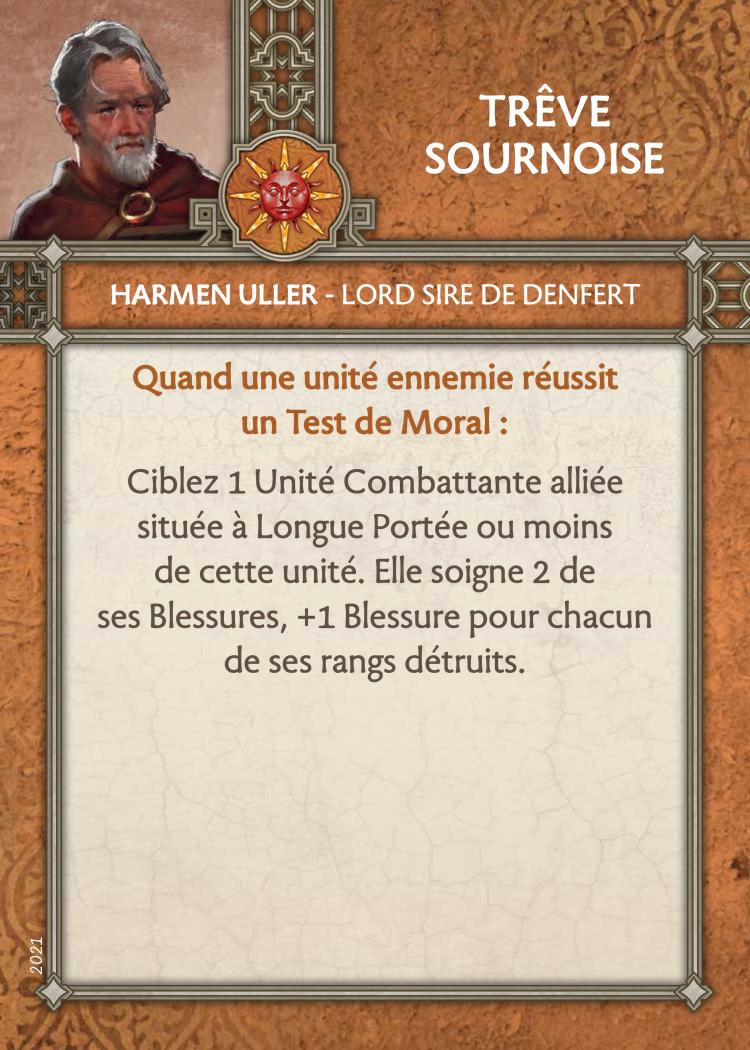 TRÊVE
SOURNOISE
HARMEN ULLER - LORD SIRE DE DENFERT
Quand une unité ennemie réussit
un Test de Moral :
Ciblez 1 Unité Combattante alliée
située à Longue Portée ou moins
de cette unité. Elle soigne 2 de
ses Blessures, +1 Blessure pour chacun
de ses rangs détruits.
2021